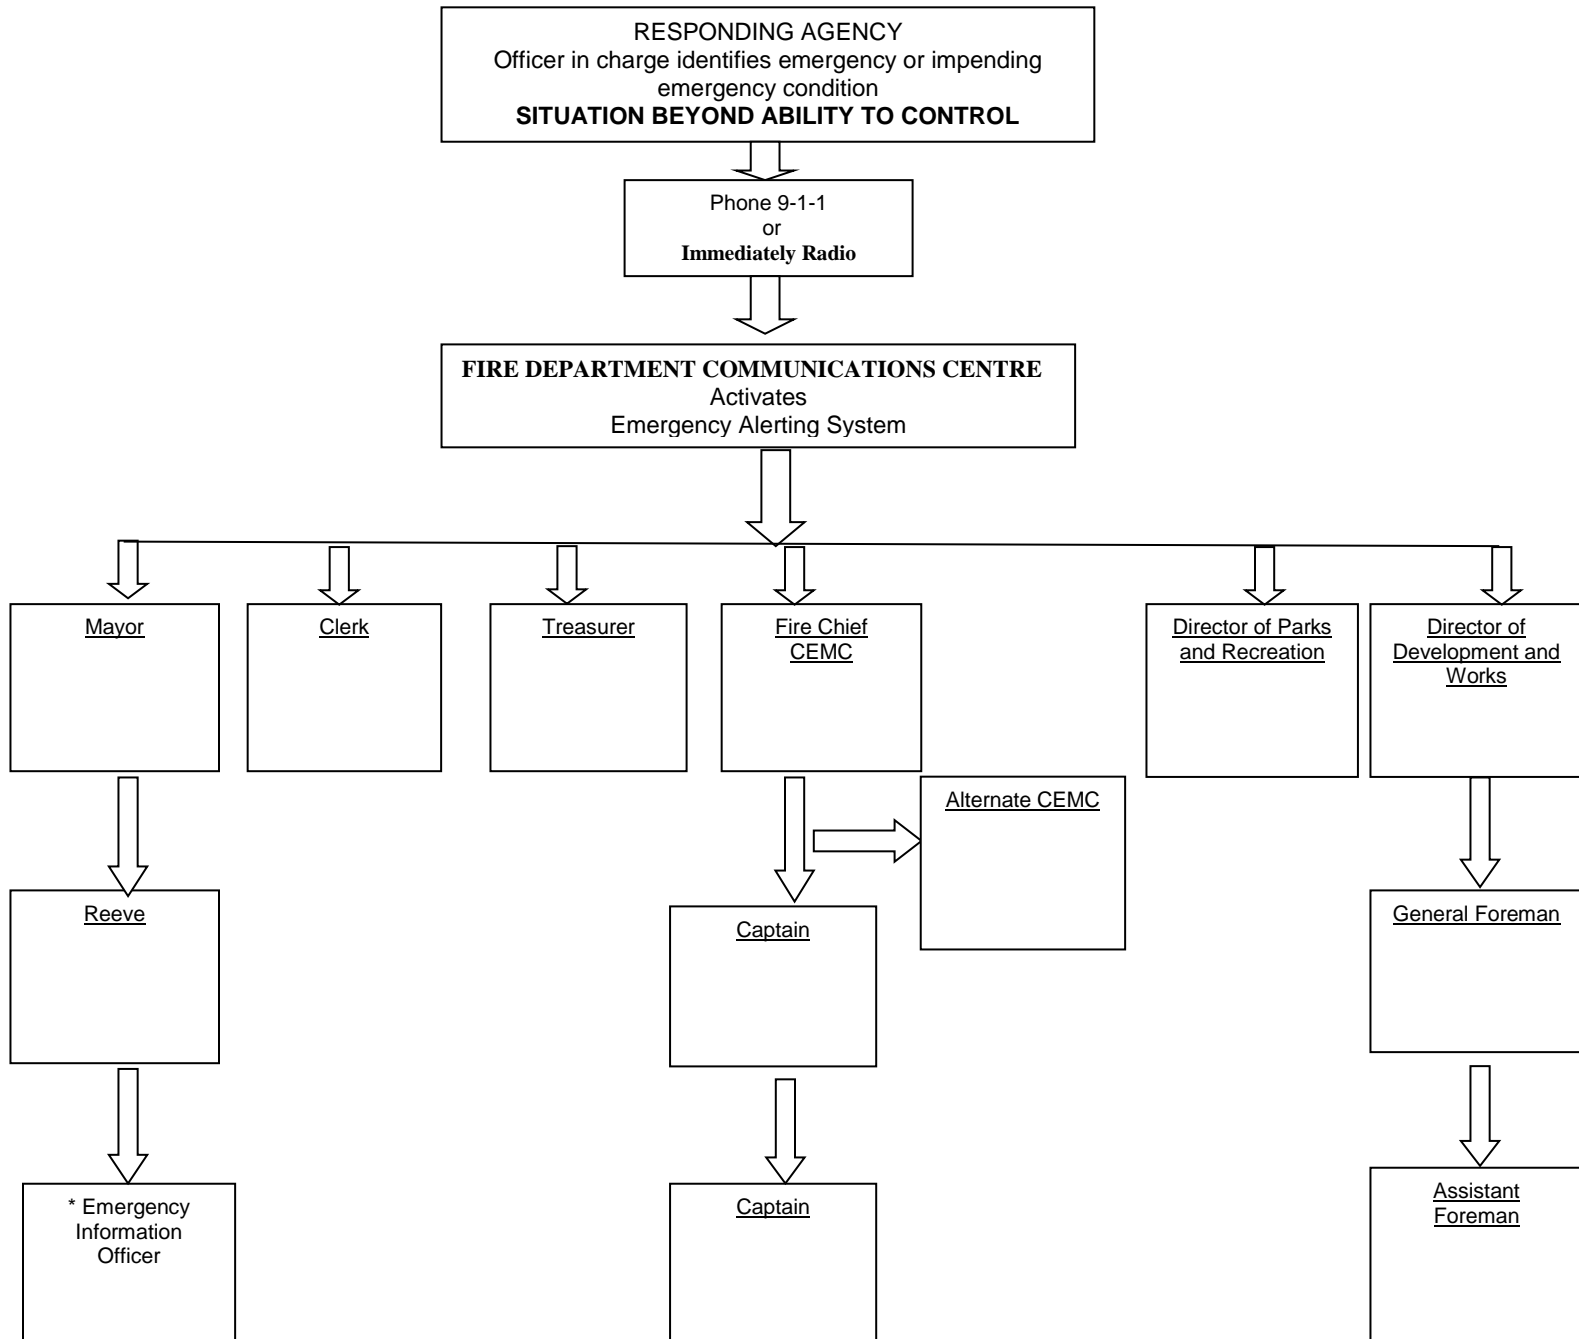 RESPONDING AGENCY
Officer in charge identifies emergency or impending
emergency condition
SITUATION BEYOND ABILITY TO CONTROL
Phone 9-1-1
or
Immediately Radio
FIRE DEPARTMENT COMMUNICATIONS CENTRE
Activates
Emergency Alerting System
Mayor
Clerk
Treasurer
Fire Chief
CEMC
Director of Parks
and Recreation
Director of
Development and
Works
Alternate CEMC
Reeve
Captain
General Foreman
* Emergency
Information
Officer
Captain
Assistant
Foreman